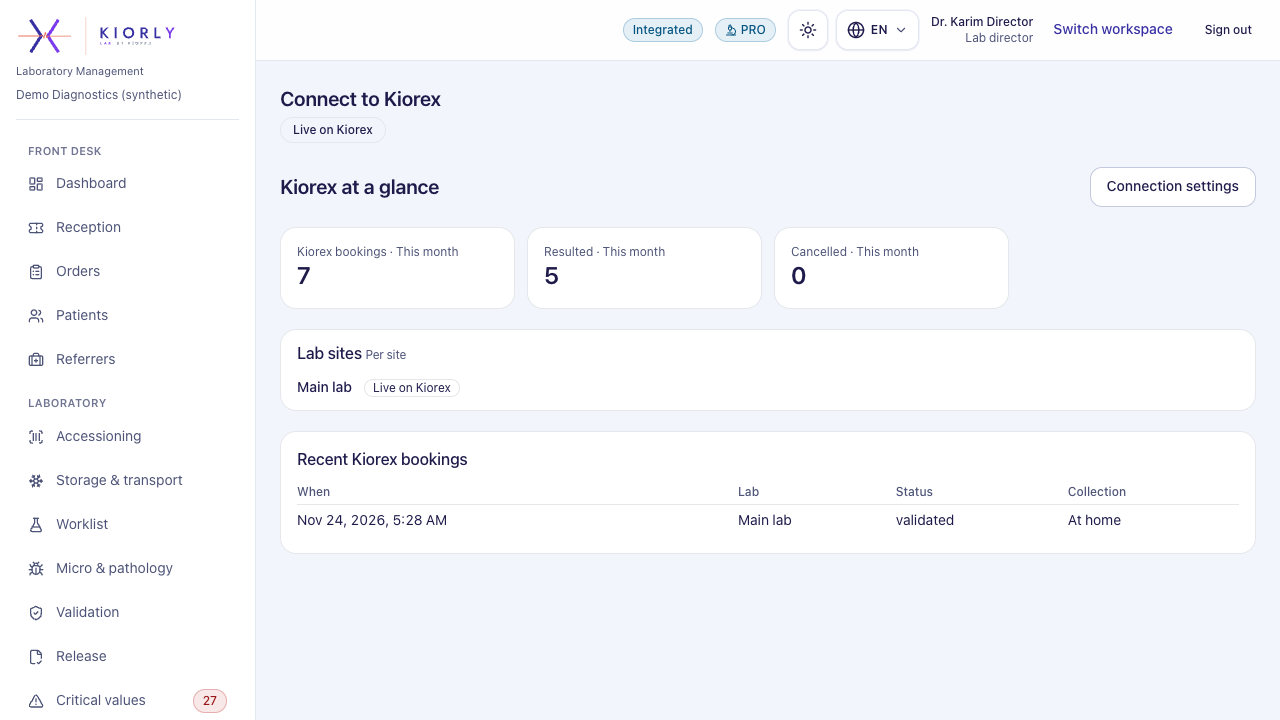 KIORLY
Laboratory Management
Demo Diagnostics (synthetic)
FRONT DESK
Dashboard
Reception
Orders
Patients
Referrers
LABORATORY
Accessioning
Storage & transport
Worklist
Micro & pathology
Validation
Release
Critical values 27
Integrated
PRO
EN
Dr. Karim Director
Lab director
Switch workspace
Sign out
Connect to Kiorex
Live on Kiorex
Kiorex at a glance
Connection settings
Kiorex bookings · This month
7
Resulted · This month
5
Cancelled · This month
0
Lab sites Per site
Main lab Live on Kiorex
Recent Kiorex bookings
When Lab Status Collection
Nov 24, 2026, 5:28 AM Main lab validated At home